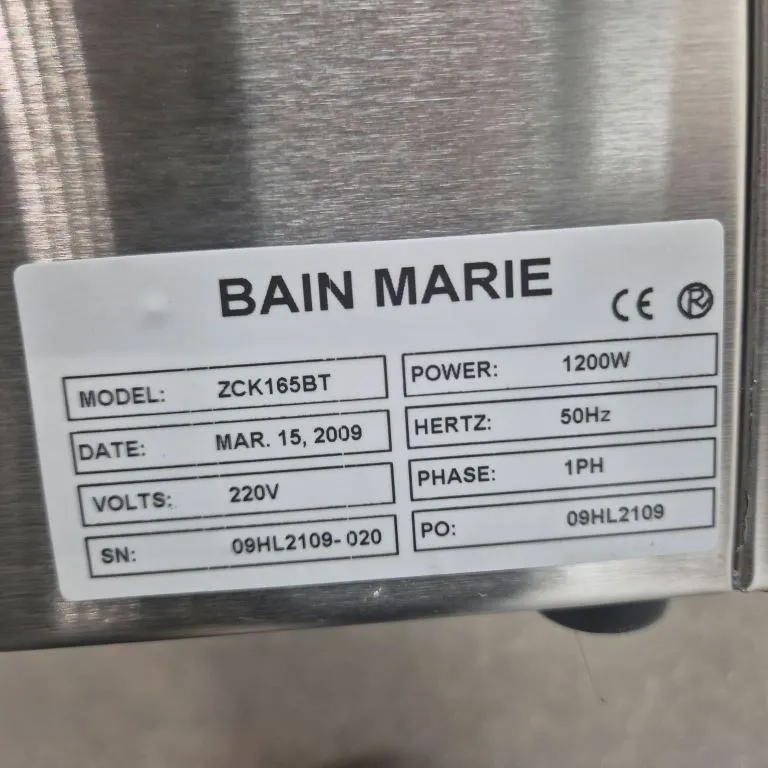 BAIN MARIE
CE ®
MODEL: ZCK165BT
POWER: 1200W
DATE: MAR. 15, 2009
HERTZ: 50Hz
VOLTS: 220V
PHASE: 1PH
SN: 09HL2109-020
PO: 09HL2109